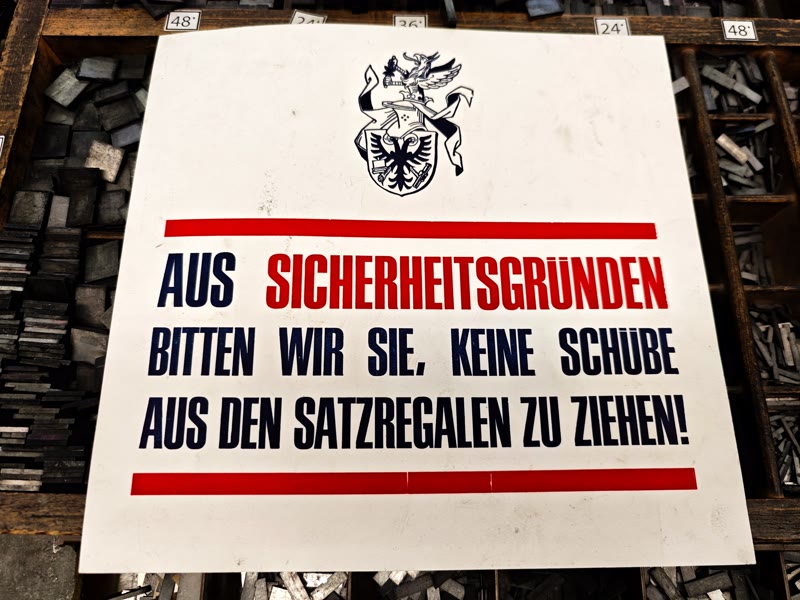 48·
24·
36·
24·
48·
AUS SICHERHEITSGRÜNDEN
BITTEN WIR SIE, KEINE SCHÜBE
AUS DEN SATZREGALEN ZU ZIEHEN!